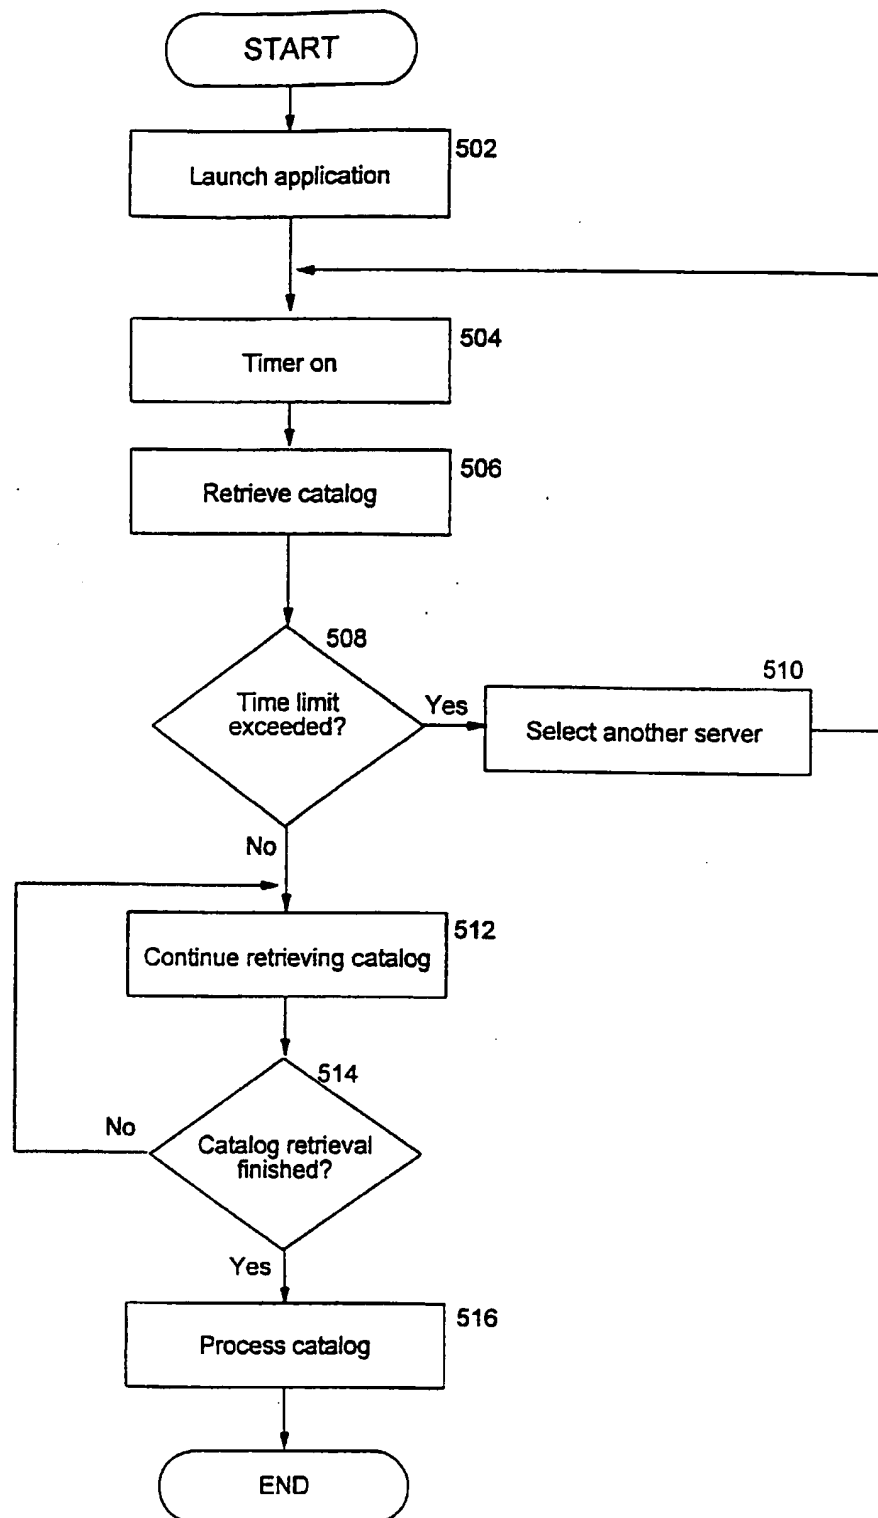 START
502
Launch application
504
Timer on
506
Retrieve catalog
508
Time limit
exceeded?
Yes
510
Select another server
No
512
Continue retrieving catalog
514
Catalog retrieval
finished?
No
Yes
516
Process catalog
END